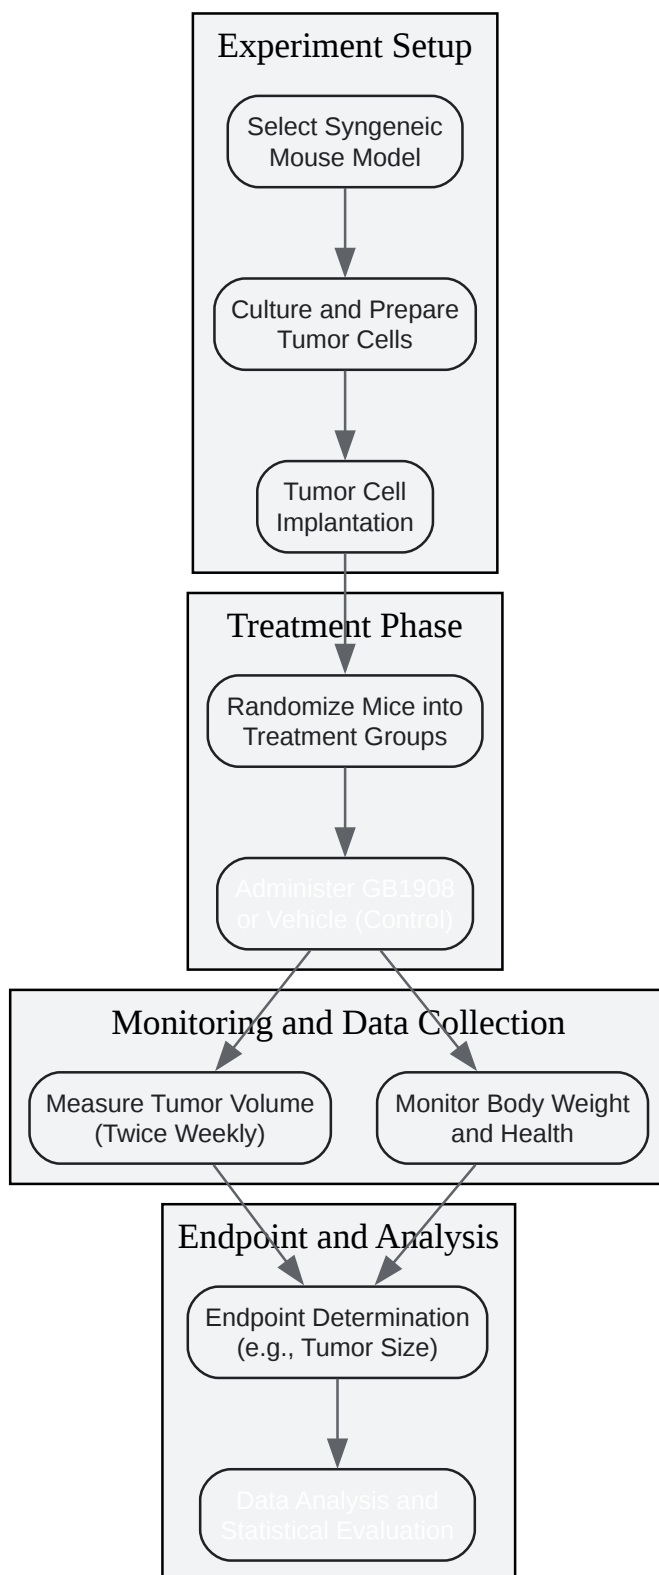 Experiment Setup
Select Syngeneic
Mouse Model
Culture and Prepare
Tumor Cells
Tumor Cell
Implantation
Treatment Phase
Randomize Mice into
Treatment Groups
Administer GB1908
or Vehicle (Control)
Monitoring and Data Collection
Measure Tumor Volume
(Twice Weekly)
Monitor Body Weight
and Health
Endpoint and Analysis
Endpoint Determination
(e.g., Tumor Size)
Data Analysis and
Statistical Evaluation